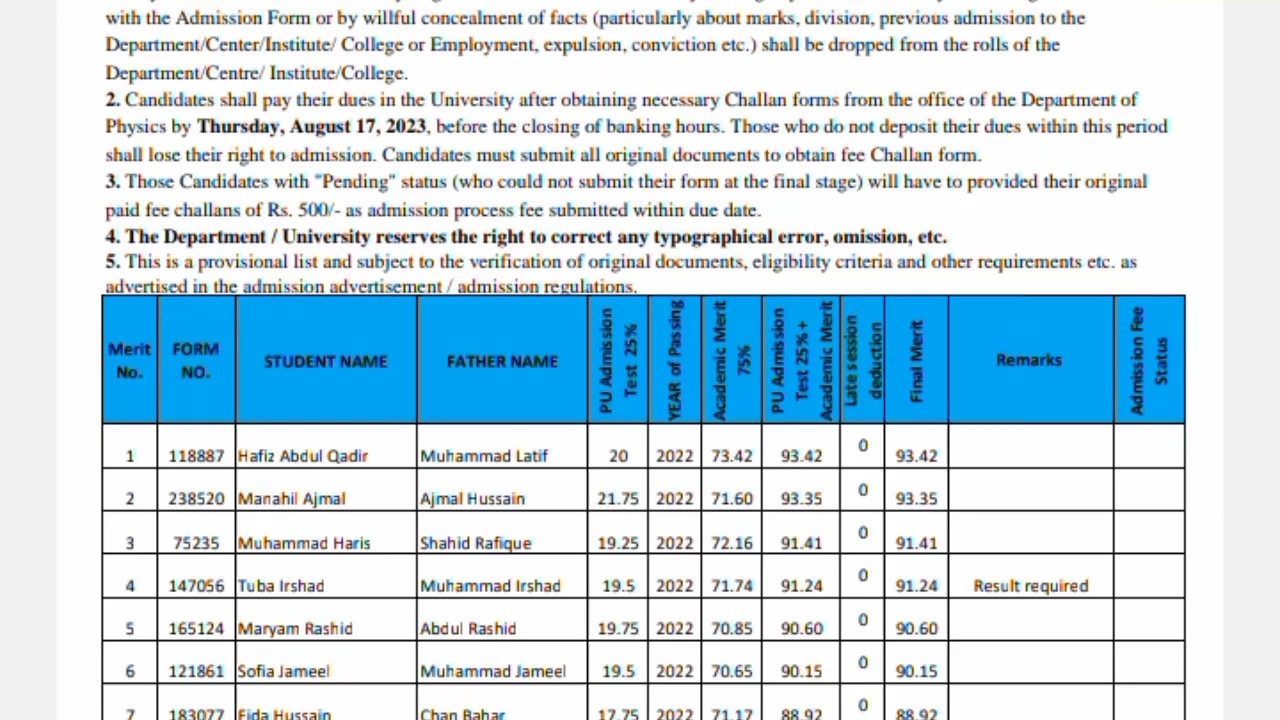 with the Admission Form or by willful concealment of facts (particularly about marks, division, previous admission to the
Department/Center/Institute/ College or Employment, expulsion, conviction etc.) shall be dropped from the rolls of the
Department/Centre/ Institute/College.
2. Candidates shall pay their dues in the University after obtaining necessary Challan forms from the office of the Department of
Physics by Thursday, August 17, 2023, before the closing of banking hours. Those who do not deposit their dues within this period
shall lose their right to admission. Candidates must submit all original documents to obtain fee Challan form.
3. Those Candidates with "Pending" status (who could not submit their form at the final stage) will have to provided their original
paid fee challans of Rs. 500/- as admission process fee submitted within due date.
4. The Department / University reserves the right to correct any typographical error, omission, etc.
5. This is a provisional list and subject to the verification of original documents, eligibility criteria and other requirements etc. as
advertised in the admission advertisement / admission regulations.
Merit No. FORM NO. STUDENT NAME FATHER NAME PU Admission Test 25% YEAR of Passing Academic Merit 75% PU Admission Test 25% + Academic Merit Late session deduction Final Merit Remarks Admission Fee Status
1 118887 Hafiz Abdul Qadir Muhammad Latif 20 2022 73.42 93.42 0 93.42
2 238520 Manahil Ajmal Ajmal Hussain 21.75 2022 71.60 93.35 0 93.35
3 75235 Muhammad Haris Shahid Rafique 19.25 2022 72.16 91.41 0 91.41
4 147056 Tuba Irshad Muhammad Irshad 19.5 2022 71.74 91.24 0 91.24 Result required
5 165124 Maryam Rashid Abdul Rashid 19.75 2022 70.85 90.60 0 90.60
6 121861 Sofia Jameel Muhammad Jameel 19.5 2022 70.65 90.15 0 90.15
7 183077 Fida Hussain Chan Bahar 17.75 2022 71.17 88.92 0 88.92